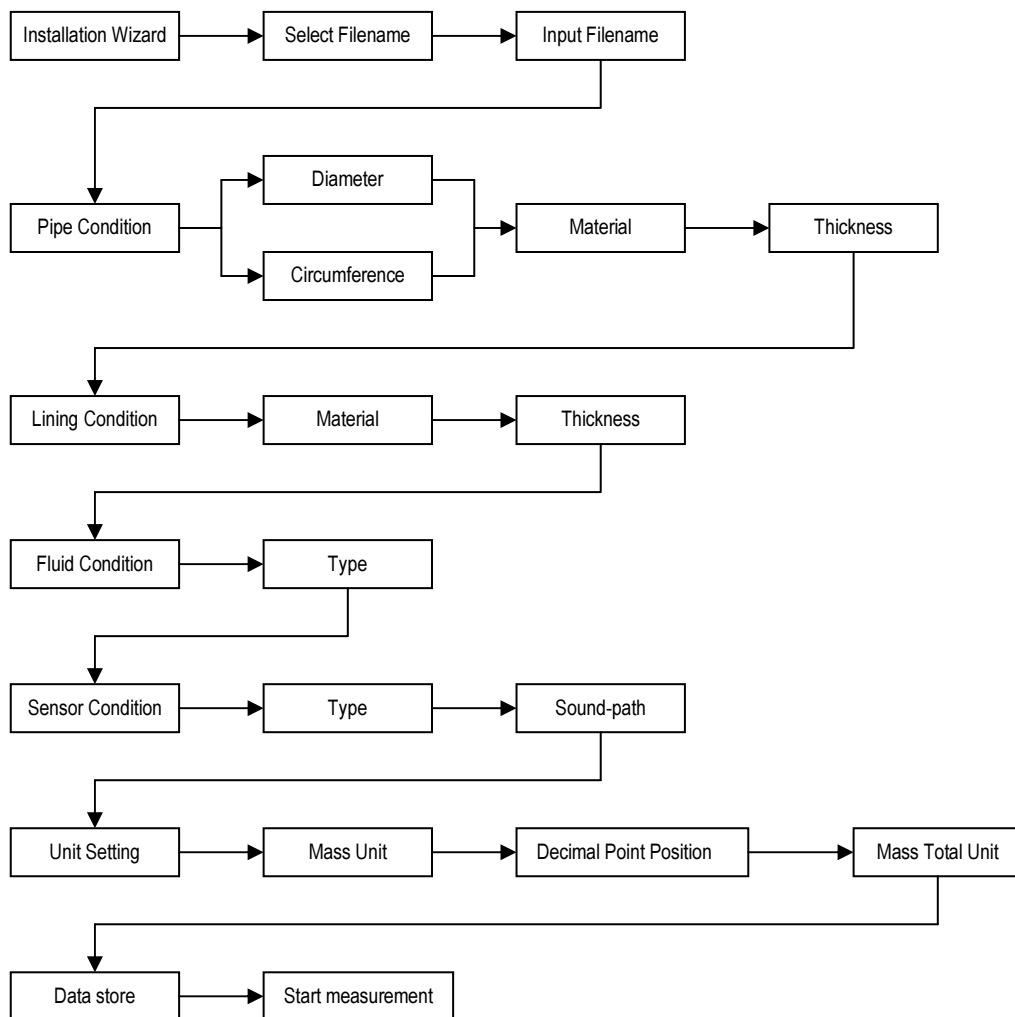 Installation Wizard
Select Filename
Input Filename
Diameter
Pipe Condition
Material
Thickness
Circumference
Lining Condition
Material
Thickness
Fluid Condition
Type
Sensor Condition
Type
Sound-path
Unit Setting
Mass Unit
Decimal Point Position
Mass Total Unit
Data store
Start measurement